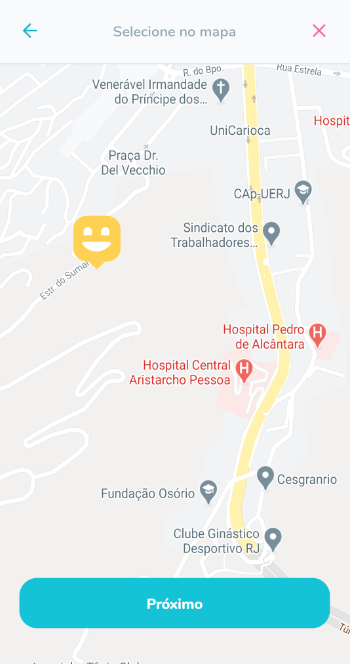 Selecione no mapa
R. do Bpo.
Rua Estrela
Venerável Irmandade
do Príncipe dos...
Hospit
UniCarioca
Praça Dr.
Del Vecchio
CAp-UERJ
Sindicato dos
Trabalhadores...
Estr. do Sumar
Hospital Pedro
de Alcântara
H
Hospital Central
Aristarcho Pessoa
H
Cesgranrio
Fundação Osório
Clube Ginástico
Desportivo RJ
Próximo